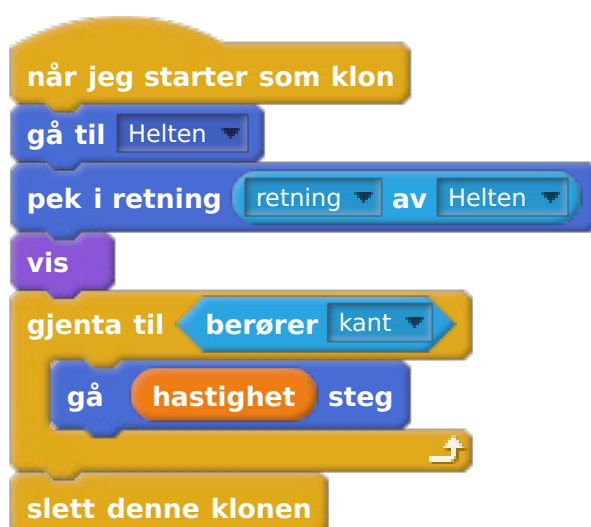 når jeg starter som klon
gå til Helten
pek i retning retning av Helten
vis
gjenta til berører kant
gå hastighet steg
slett denne klonen